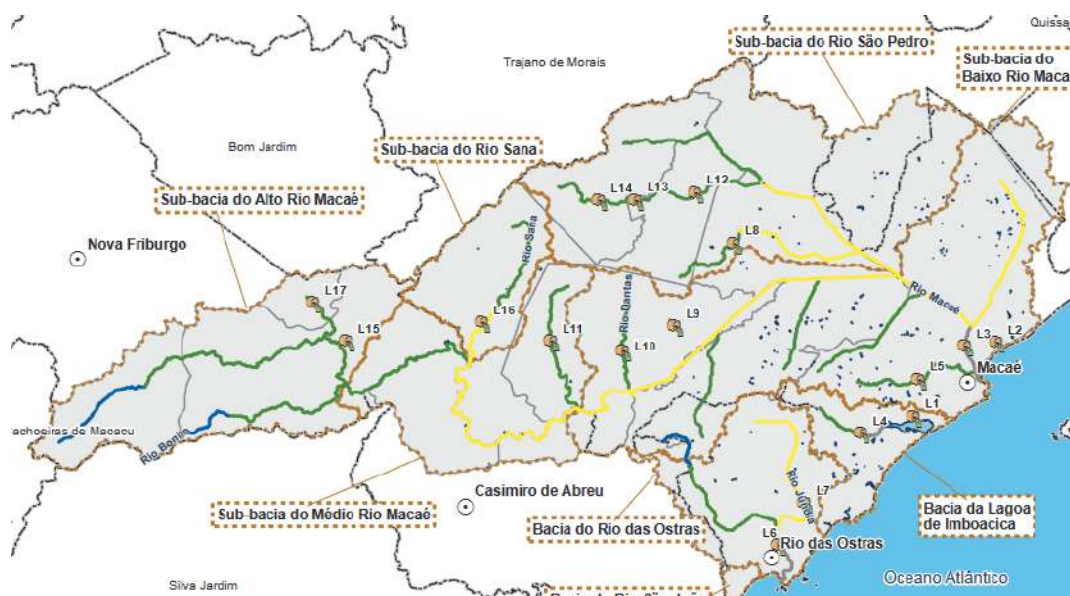 Quissa
Sub-bacia do Rio São Pedro
Sub-bacia do
Baixo Rio Maca
Trajano de Morais
Bom Jardim
Sub-bacia do Rio Sana
Sub-bacia do Alto Rio Macaé
Nova Friburgo
L14
L13
L12
L8
Rio Sana
L17
L16
L15
L11
Rio Dantas
L10
L9
Rio Macaé
L3
L2
Macaé
L5
L1
L4
achoeiras de Macacu
Rio Bonito
Casimiro de Abreu
Sub-bacia do Médio Rio Macaé
Bacia do Rio das Ostras
L7
Rio Jundiá
L6
Rio das Ostras
Bacia da Lagoa
de Imboacica
Oceano Atlântico
Silva Jardim